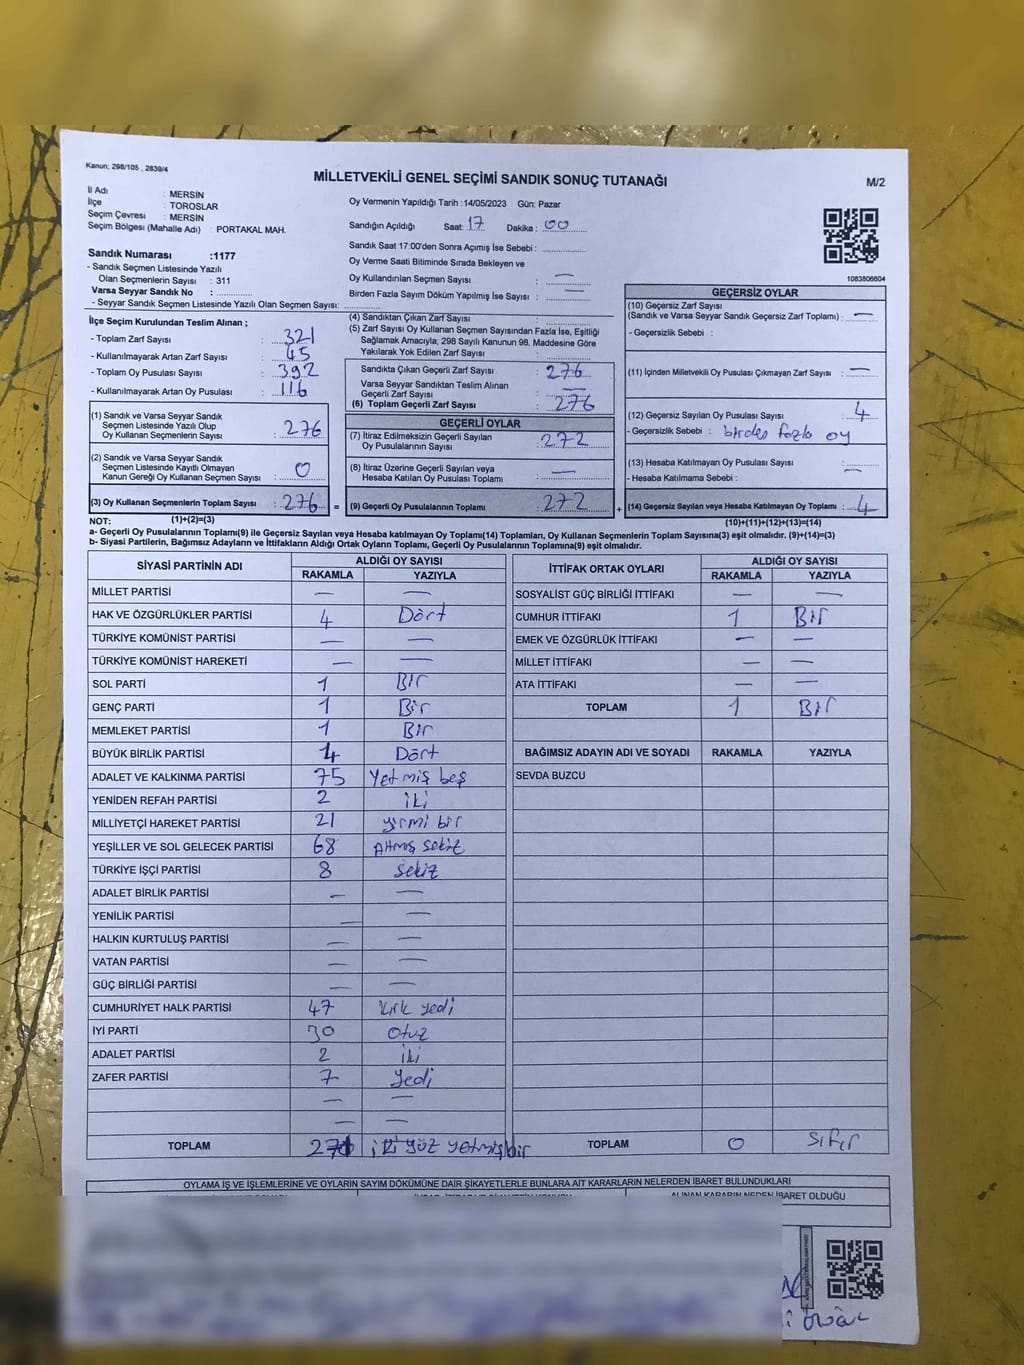 Kanun; 298/105 , 2839/4
MİLLETVEKİLİ GENEL SEÇİMİ SANDIK SONUÇ TUTANAĞI
M/2
İl Adı : MERSİN
İlçe : TOROSLAR
Seçim Çevresi : MERSİN
Seçim Bölgesi (Mahalle Adı) : PORTAKAL MAH.
Sandık Numarası :1177
- Sandık Seçmen Listesinde Yazılı
Olan Seçmenlerin Sayısı : 311
Varsa Seyyar Sandık No :
- Seyyar Sandık Seçmen Listesinde Yazılı Olan Seçmen Sayısı:
Oy Vermenin Yapıldığı Tarih :14/05/2023 Gün: Pazar
Sandığın Açıldığı Saat: 17 Dakika : 00
Sandık Saat 17:00'den Sonra Açımış İse Sebebi :
Oy Verme Saati Bitiminde Sırada Bekleyen ve
Oy Kullandırılan Seçmen Sayısı : —
Birden Fazla Sayım Döküm Yapılmış İse Sayısı : —
1083806604
İlçe Seçim Kurulundan Teslim Alınan ;
- Toplam Zarf Sayısı : 321
- Kullanılmayarak Artan Zarf Sayısı : 45
- Toplam Oy Pusulası Sayısı : 392
- Kullanılmayarak Artan Oy Pusulası : 116
(1) Sandık ve Varsa Seyyar Sandık
Seçmen Listesinde Yazılı Olup
Oy Kullanan Seçmenlerin Sayısı : 276
(2) Sandık ve Varsa Seyyar Sandık
Seçmen Listesinde Kayıtlı Olmayan
Kanun Gereği Oy Kullanan Seçmen Sayısı : 0
(3) Oy Kullanan Seçmenlerin Toplam Sayısı : 276 =
(4) Sandıktan Çıkan Zarf Sayısı :
(5) Zarf Sayısı Oy Kullanan Seçmen Sayısından Fazla İse, Eşitliği
Sağlamak Amacıyla; 298 Sayılı Kanunun 98. Maddesine Göre
Yakılarak Yok Edilen Zarf Sayısı :
Sandıkta Çıkan Geçerli Zarf Sayısı : 276
Varsa Seyyar Sandıktan Teslim Alınan
Geçerli Zarf Sayısı : —
(6) Toplam Geçerli Zarf Sayısı : 276
GEÇERLİ OYLAR
(7) İtiraz Edilmeksizin Geçerli Sayılan
Oy Pusulalarının Sayısı : 272
(8) İtiraz Üzerine Geçerli Sayılan veya
Hesaba Katılan Oy Pusulası Toplamı : —
(9) Geçerli Oy Pusulalarının Toplamı : 272 +
GEÇERSİZ OYLAR
(10) Geçersiz Zarf Sayısı
(Sandık ve Varsa Seyyar Sandık Geçersiz Zarf Toplamı) : —
- Geçersizlik Sebebi :
(11) İçinden Milletvekili Oy Pusulası Çıkmayan Zarf Sayısı : —
(12) Geçersiz Sayılan Oy Pusulası Sayısı : 4
- Geçersizlik Sebebi : birden fazla oy
(13) Hesaba Katılmayan Oy Pusulası Sayısı : —
- Hesaba Katılmama Sebebi :
(14) Geçersiz Sayılan veya Hesaba Katılmayan Oy Toplamı : 4
NOT: (1)+(2)=(3)
(10)+(11)+(12)+(13)=(14)
a- Geçerli Oy Pusulalarının Toplamı(9) ile Geçersiz Sayılan veya Hesaba katılmayan Oy Toplamı(14) Toplamları, Oy Kullanan Seçmenlerin Toplam Sayısına(3) eşit olmalıdır. (9)+(14)=(3)
b- Siyasi Partilerin, Bağımsız Adayların ve İttifakların Aldığı Ortak Oyların Toplamı, Geçerli Oy Pusulalarının Toplamına(9) eşit olmalıdır.
SİYASİ PARTİNİN ADI ALDIĞI OY SAYISI
RAKAMLA YAZIYLA
MİLLET PARTİSİ — —
HAK VE ÖZGÜRLÜKLER PARTİSİ 4 Dört
TÜRKİYE KOMÜNİST PARTİSİ — —
TÜRKİYE KOMÜNİST HAREKETİ — —
SOL PARTİ 1 Bir
GENÇ PARTİ 1 Bir
MEMLEKET PARTİSİ 1 Bir
BÜYÜK BİRLİK PARTİSİ 4 Dört
ADALET VE KALKINMA PARTİSİ 75 Yetmiş beş
YENİDEN REFAH PARTİSİ 2 iki
MİLLİYETÇİ HAREKET PARTİSİ 21 yirmi bir
YEŞİLLER VE SOL GELECEK PARTİSİ 68 Altmış sekiz
TÜRKİYE İŞÇİ PARTİSİ 8 Sekiz
ADALET BİRLİK PARTİSİ — —
YENİLİK PARTİSİ — —
HALKIN KURTULUŞ PARTİSİ — —
VATAN PARTİSİ — —
GÜÇ BİRLİĞİ PARTİSİ — —
CUMHURİYET HALK PARTİSİ 47 kırk yedi
İYİ PARTİ 30 Otuz
ADALET PARTİSİ 2 iki
ZAFER PARTİSİ 7 Yedi
— —
— —
TOPLAM 271 iki yüz yetmişbir
İTTİFAK ORTAK OYLARI ALDIĞI OY SAYISI
RAKAMLA YAZIYLA
SOSYALİST GÜÇ BİRLİĞİ İTTİFAKI — —
CUMHUR İTTİFAKI 1 Bir
EMEK VE ÖZGÜRLÜK İTTİFAKI — —
MİLLET İTTİFAKI — —
ATA İTTİFAKI — —
TOPLAM 1 Bir
BAĞIMSIZ ADAYIN ADI VE SOYADI RAKAMLA YAZIYLA
SEVDA BUZCU
TOPLAM 0 Sıfır
OYLAMA İŞ VE İŞLEMLERİNE VE OYLARIN SAYIM DÖKÜMÜNE DAİR ŞİKAYETLERLE BUNLARA AİT KARARLARIN NELERDEN İBARET BULUNDUKLARI
ALINAN KARARIN NEDEN İBARET OLDUĞU